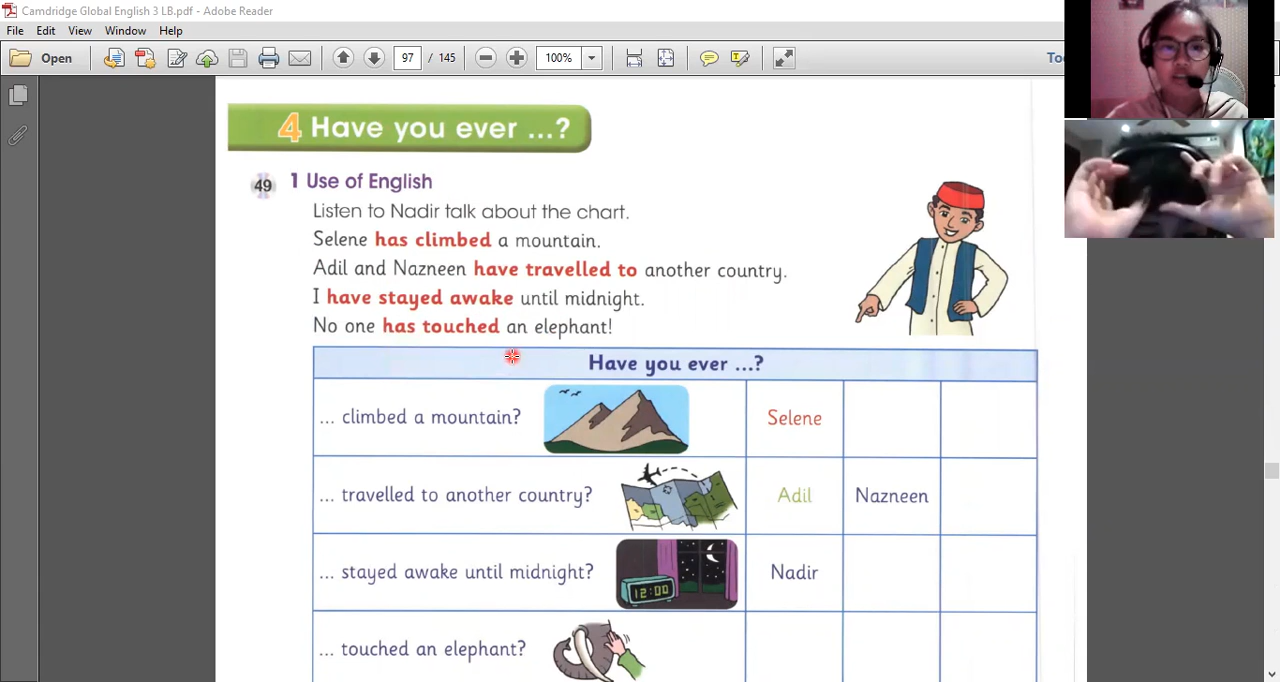 Camdridge Global English 3 LB.pdf - Adobe Reader
File Edit View Window Help
Open 97 / 145 100%
4 Have you ever ...?
49 1 Use of English
Listen to Nadir talk about the chart.
Selene has climbed a mountain.
Adil and Nazneen have travelled to another country.
I have stayed awake until midnight.
No one has touched an elephant!
Have you ever ...?
... climbed a mountain? Selene
... travelled to another country? Adil Nazneen
... stayed awake until midnight? 12:00 Nadir
... touched an elephant?